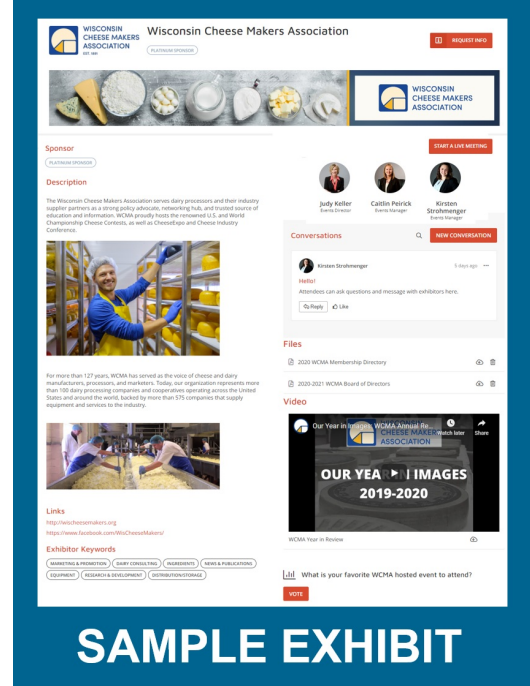 WISCONSIN
CHEESE MAKERS
ASSOCIATION
EST. 1891
Wisconsin Cheese Makers Association
PLATINUM SPONSOR
REQUEST INFO
WISCONSIN
CHEESE MAKERS
ASSOCIATION
Sponsor
PLATINUM SPONSOR
Description
The Wisconsin Cheese Makers Association serves dairy processors and their industry
supplier partners as a strong policy advocate, networking hub, and trusted source of
education and information. WCMA proudly hosts the renowned U.S. and World
Championship Cheese Contests, as well as CheeseExpo and Cheese Industry
Conference.
For more than 127 years, WCMA has served as the voice of cheese and dairy
manufacturers, processors, and marketers. Today, our organization represents more
than 100 dairy processing companies and cooperatives operating across the United
States and around the world, backed by more than 575 companies that supply
equipment and services to the industry.
Links
http://wischeesemakers.org
https://www.facebook.com/WisCheeseMakers/
Exhibitor Keywords
MARKETING & PROMOTION
DAIRY CONSULTING
INGREDIENTS
NEWS & PUBLICATIONS
EQUIPMENT
RESEARCH & DEVELOPMENT
DISTRIBUTION/STORAGE
START A LIVE MEETING
Judy Keller
Events Director
Caitlin Peirick
Events Manager
Kirsten
Strohmenger
Events Manager
Conversations
NEW CONVERSATION
Kirsten Strohmenger
5 days ago
Hello!
Attendees can ask questions and message with exhibitors here.
Reply
Like
Files
2020 WCMA Membership Directory
2020-2021 WCMA Board of Directors
Video
Our Year in Images: WCMA Annual Re...
Watch later
Share
CHEESE MAKERS
ASSOCIATION
OUR YEAR IN IMAGES
2019-2020
WCMA Year in Review
What is your favorite WCMA hosted event to attend?
VOTE
SAMPLE EXHIBIT